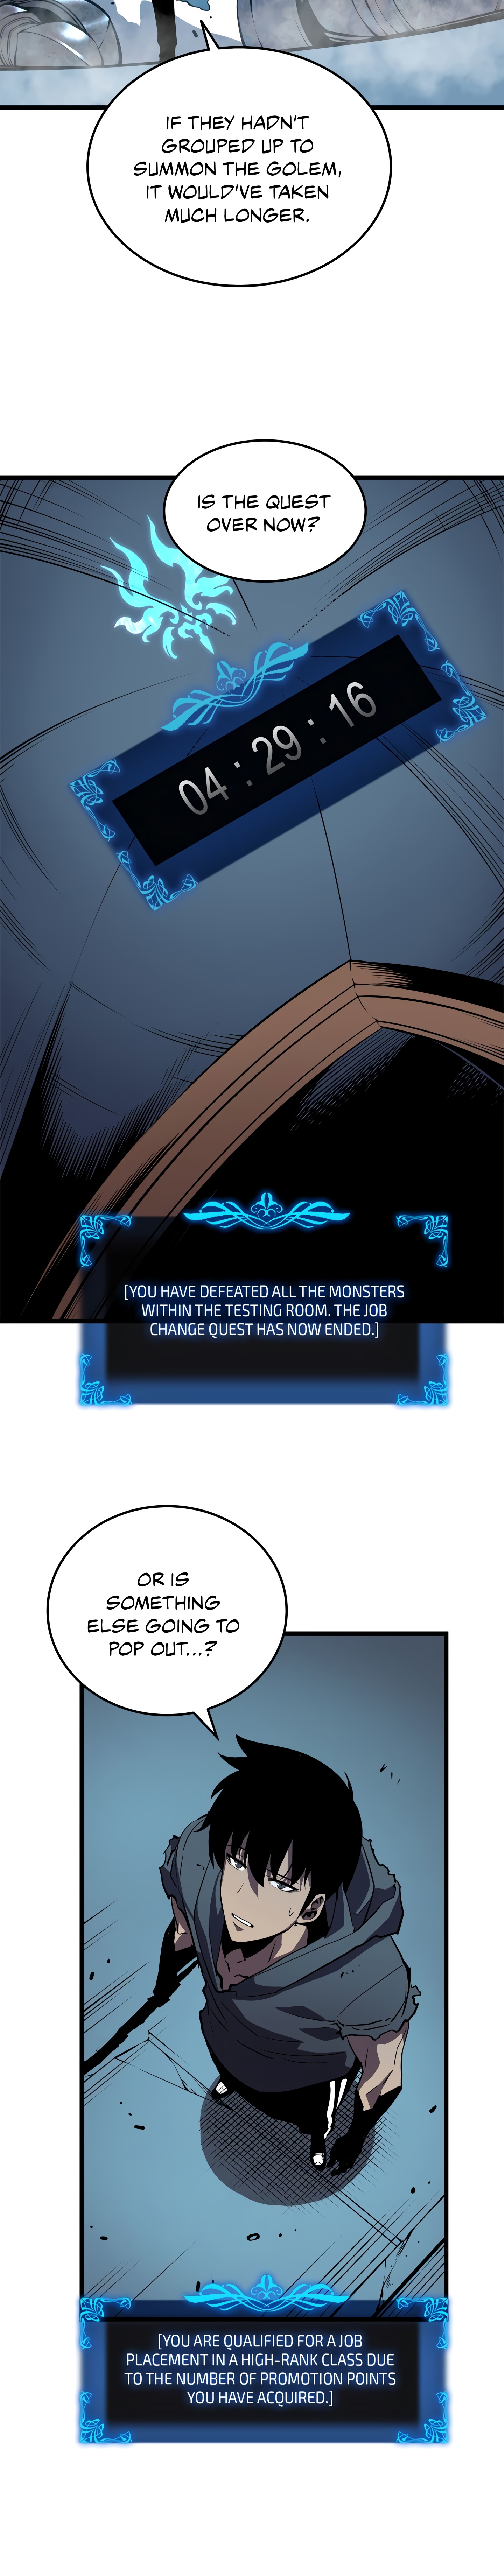 IF THEY HADN'T
GROUPED UP TO
SUMMON THE GOLEM,
IT WOULD'VE TAKEN
MUCH LONGER.
IS THE QUEST
OVER NOW?
04 : 29 : 16
[YOU HAVE DEFEATED ALL THE MONSTERS
WITHIN THE TESTING ROOM. THE JOB
CHANGE QUEST HAS NOW ENDED.]
OR IS
SOMETHING
ELSE GOING TO
POP OUT...?
[YOU ARE QUALIFIED FOR A JOB
PLACEMENT IN A HIGH-RANK CLASS DUE
TO THE NUMBER OF PROMOTION POINTS
YOU HAVE ACQUIRED.]